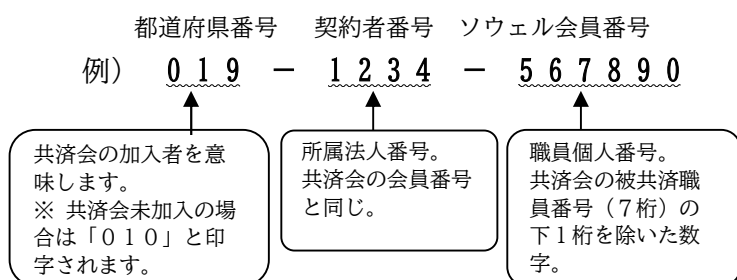 都道府県番号　契約者番号　ソウェル会員番号
例）　０１９　－　１２３４　－　５６７８９０
共済会の加入者を意
味します。
※ 共済会未加入の場
合は「０１０」と印
字されます。
所属法人番号。
共済会の会員番号
と同じ。
職員個人番号。
共済会の被共済職
員番号（７桁）の
下１桁を除いた数
字。